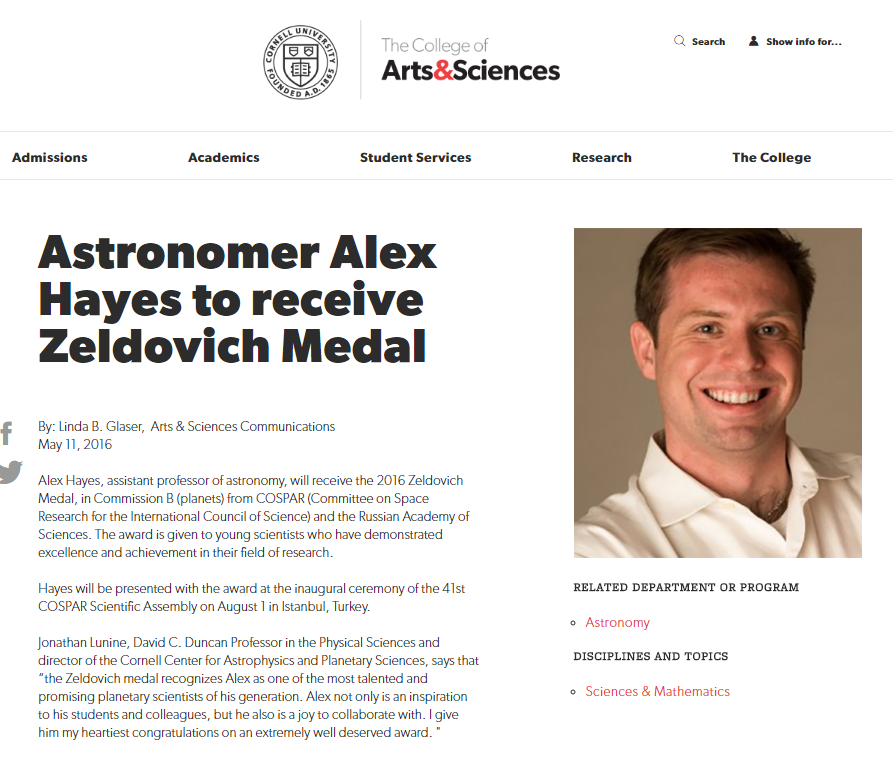 CORNELL UNIVERSITY
FOUNDED A.D. 1865
The College of
Arts&Sciences
Search
Show info for...
Admissions
Academics
Student Services
Research
The College
Astronomer Alex
Hayes to receive
Zeldovich Medal
By: Linda B. Glaser, Arts & Sciences Communications
May 11, 2016
Alex Hayes, assistant professor of astronomy, will receive the 2016 Zeldovich
Medal, in Commission B (planets) from COSPAR (Committee on Space
Research for the International Council of Science) and the Russian Academy of
Sciences. The award is given to young scientists who have demonstrated
excellence and achievement in their field of research.
Hayes will be presented with the award at the inaugural ceremony of the 41st
COSPAR Scientific Assembly on August 1 in Istanbul, Turkey.
Jonathan Lunine, David C. Duncan Professor in the Physical Sciences and
director of the Cornell Center for Astrophysics and Planetary Sciences, says that
“the Zeldovich medal recognizes Alex as one of the most talented and
promising planetary scientists of his generation. Alex not only is an inspiration
to his students and colleagues, but he also is a joy to collaborate with. I give
him my heartiest congratulations on an extremely well deserved award. "
RELATED DEPARTMENT OR PROGRAM
Astronomy
DISCIPLINES AND TOPICS
Sciences & Mathematics